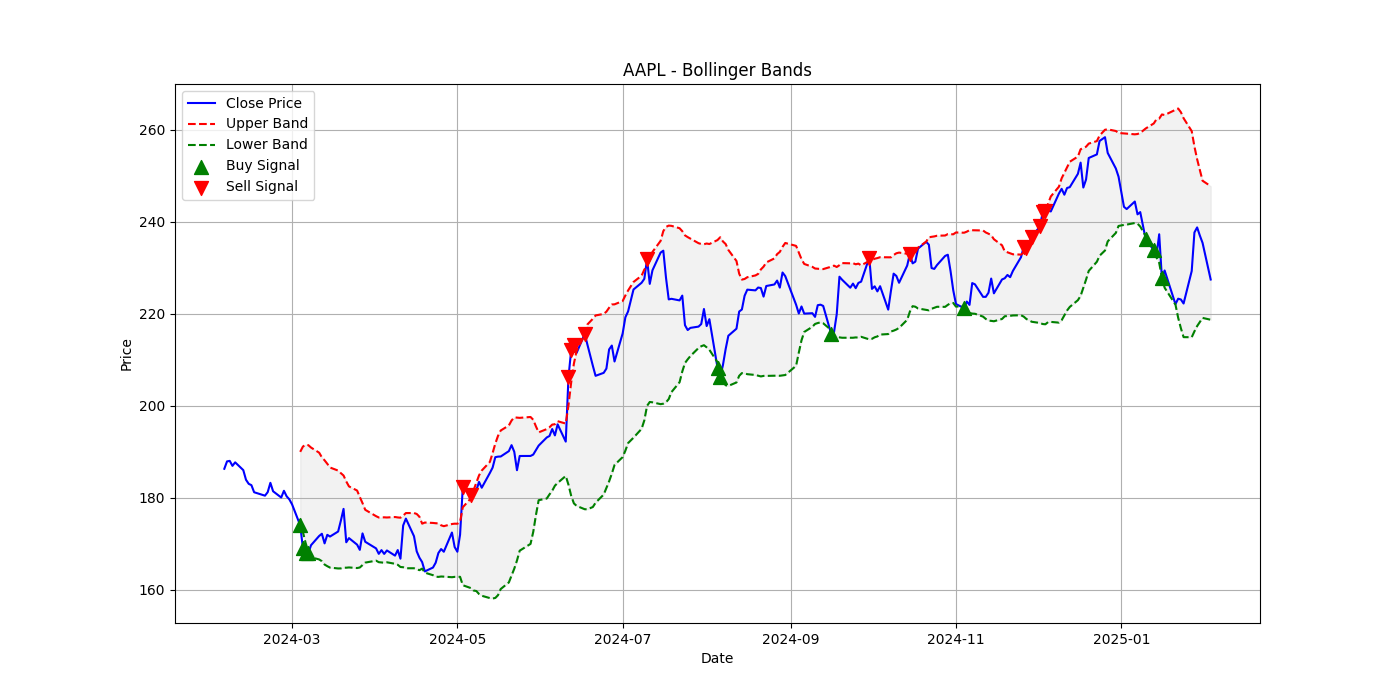 AAPL - Bollinger Bands
Close Price
Upper Band
Lower Band
Buy Signal
Sell Signal
260
240
220
200
180
160
Price
2024-03
2024-05
2024-07
2024-09
2024-11
2025-01
Date